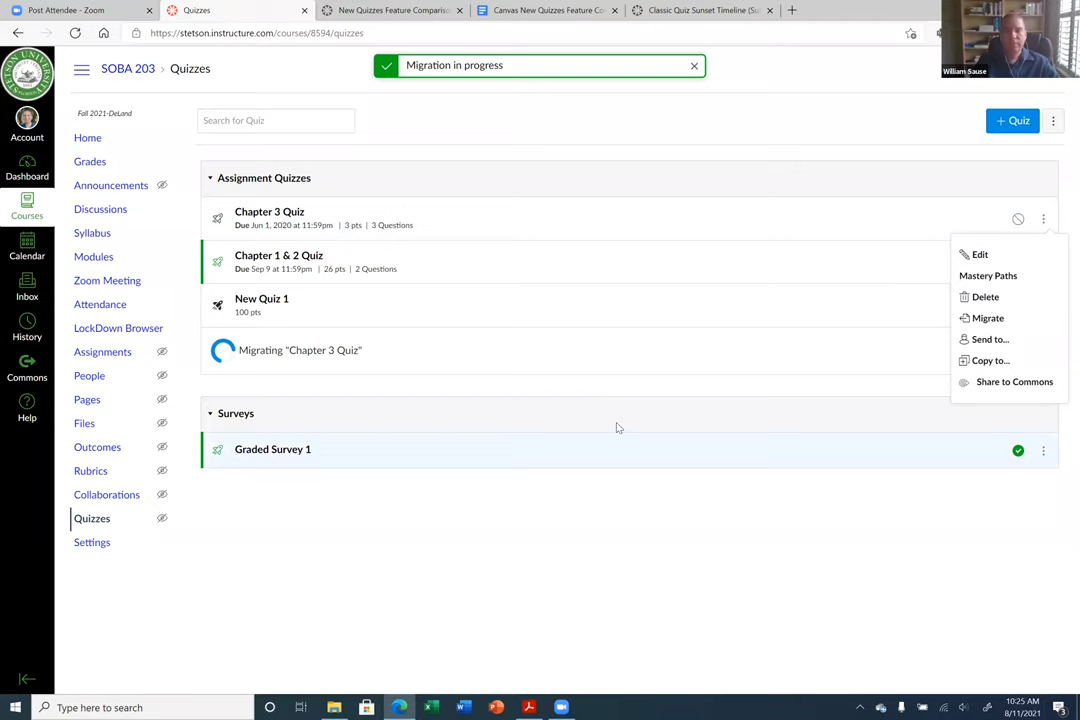 Post Attendee - Zoom
Quizzes
New Quizzes Feature Comparis
Canvas New Quizzes Feature Co
Classic Quiz Sunset Timeline (Su
https://stetson.instructure.com/courses/8594/quizzes
William Sause
STETSON UNIVERSITY
SOBA 203 › Quizzes
Migration in progress
Account
Dashboard
Courses
Calendar
Inbox
History
Commons
Help
Fall 2021-DeLand
Home
Grades
Announcements
Discussions
Syllabus
Modules
Zoom Meeting
Attendance
LockDown Browser
Assignments
People
Pages
Files
Outcomes
Rubrics
Collaborations
Quizzes
Settings
Search for Quiz
+ Quiz
Assignment Quizzes
Chapter 3 Quiz
Due Jun 1, 2020 at 11:59pm | 3 pts | 3 Questions
Chapter 1 & 2 Quiz
Due Sep 9 at 11:59pm | 26 pts | 2 Questions
New Quiz 1
100 pts
Migrating "Chapter 3 Quiz"
Edit
Mastery Paths
Delete
Migrate
Send to...
Copy to...
Share to Commons
Surveys
Graded Survey 1
Type here to search
10:25 AM
8/11/2021
3